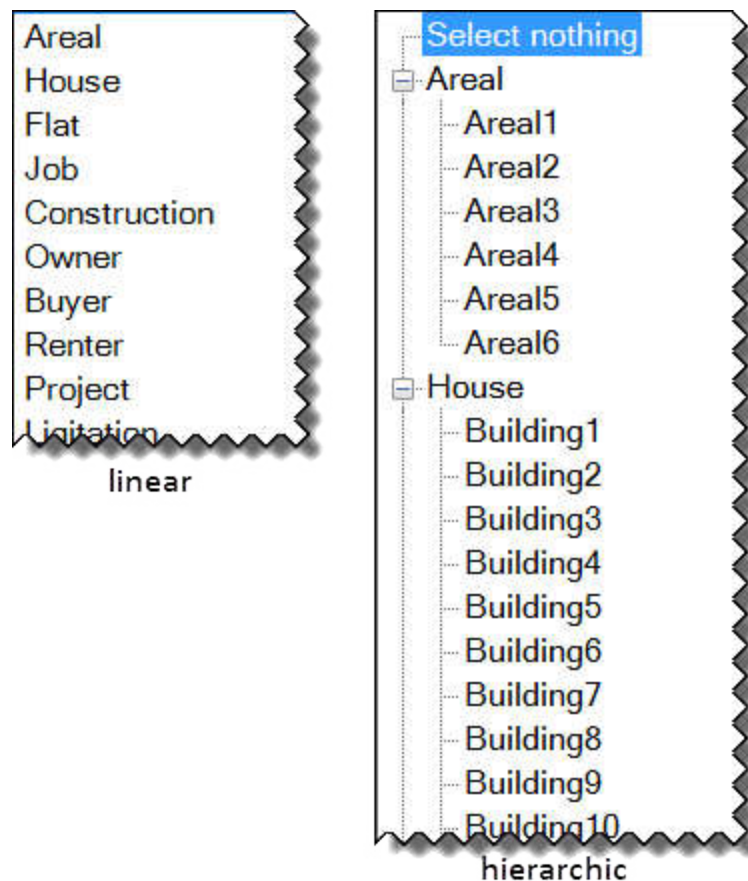 Areal
House
Flat
Job
Construction
Owner
Buyer
Renter
Project
Ligitation
linear
Select nothing
Areal
Areal1
Areal2
Areal3
Areal4
Areal5
Areal6
House
Building1
Building2
Building3
Building4
Building5
Building6
Building7
Building8
Building9
Building10
hierarchic